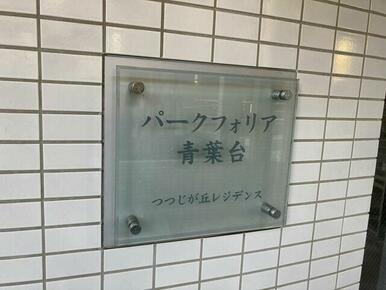 パークフォリア
青葉台
つつじが丘レジデンス